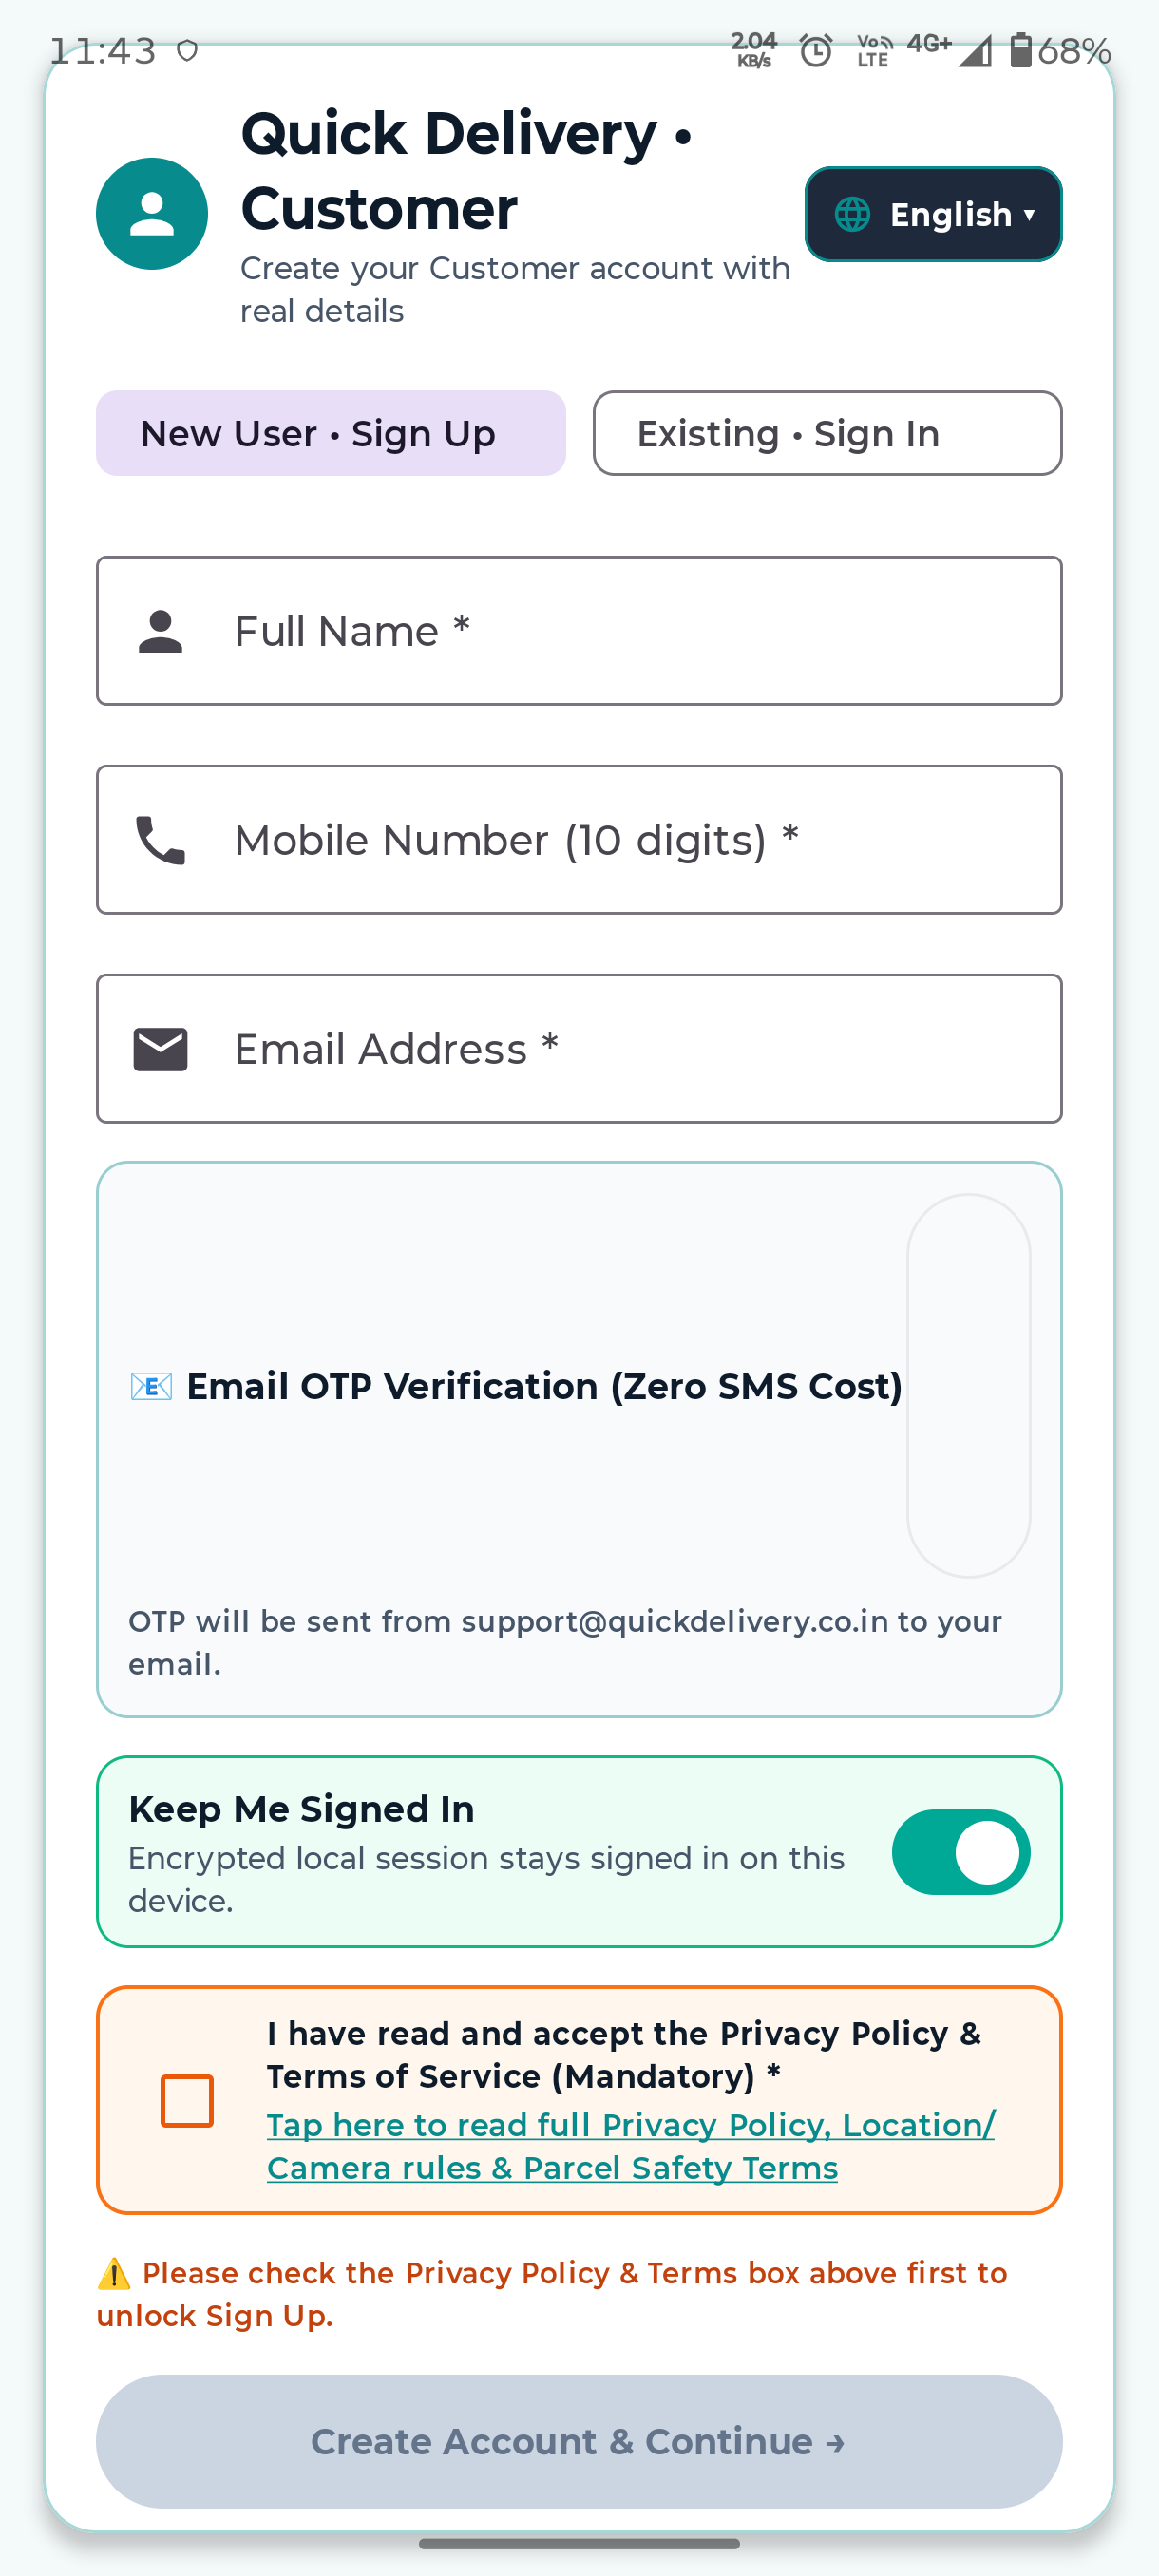 11:43
2.04 KB/s
Vo LTE
4G+
68%
Quick Delivery •
Customer
Create your Customer account with
real details
English ▾
New User • Sign Up
Existing • Sign In
Full Name *
Mobile Number (10 digits) *
Email Address *
📧 Email OTP Verification (Zero SMS Cost)
OTP will be sent from support@quickdelivery.co.in to your
email.
Keep Me Signed In
Encrypted local session stays signed in on this
device.
I have read and accept the Privacy Policy &
Terms of Service (Mandatory) *
Tap here to read full Privacy Policy, Location/
Camera rules & Parcel Safety Terms
⚠️ Please check the Privacy Policy & Terms box above first to
unlock Sign Up.
Create Account & Continue →